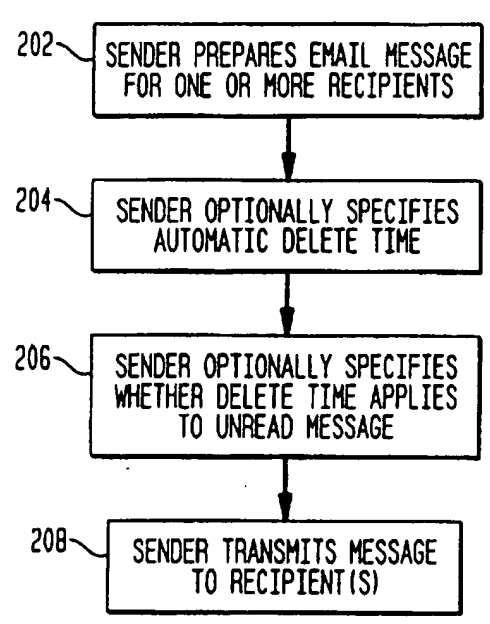 202
SENDER PREPARES EMAIL MESSAGE
FOR ONE OR MORE RECIPIENTS
204
SENDER OPTIONALLY SPECIFIES
AUTOMATIC DELETE TIME
206
SENDER OPTIONALLY SPECIFIES
WHETHER DELETE TIME APPLIES
TO UNREAD MESSAGE
208
SENDER TRANSMITS MESSAGE
TO RECIPIENT(S)